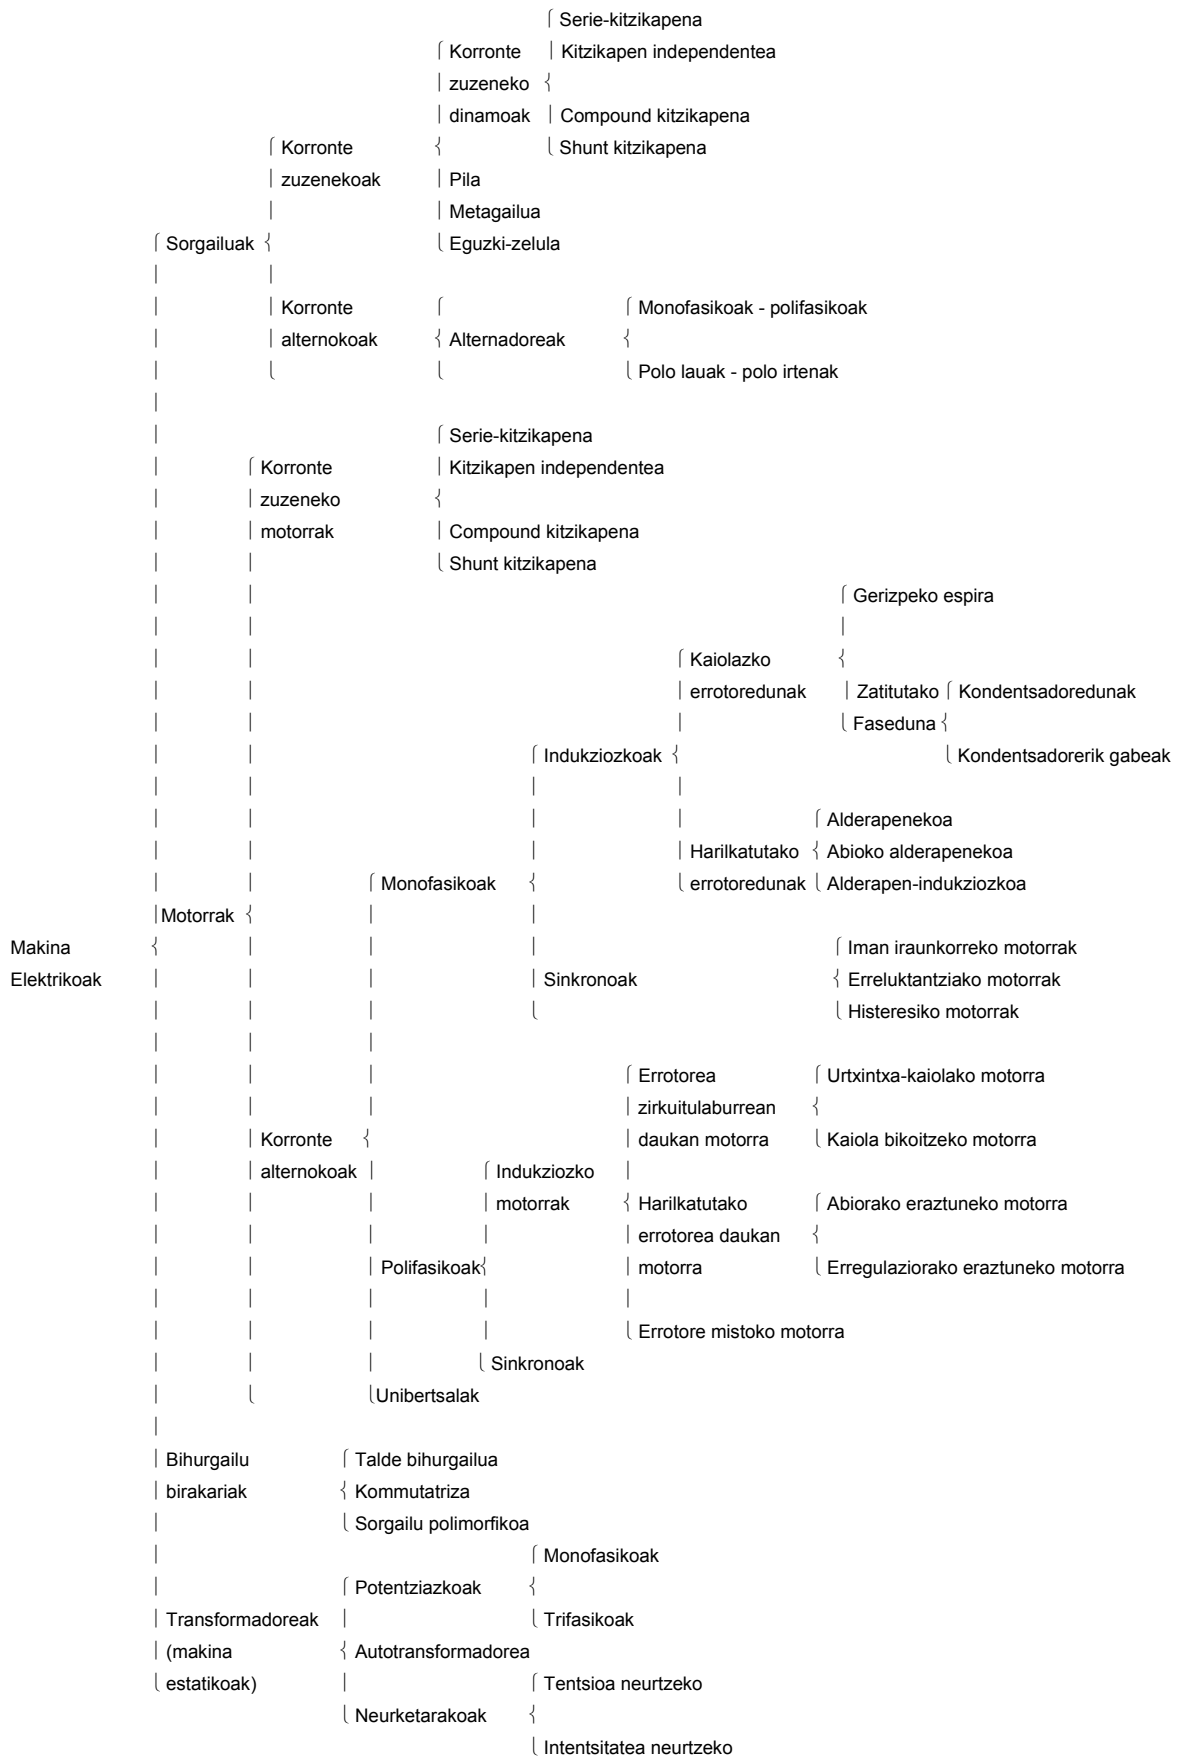 Serie-kitzikapena
Korronte Kitzikapen independentea
zuzeneko
dinamoak Compound kitzikapena
Korronte Shunt kitzikapena
zuzenekoak Pila
Metagailua
Sorgailuak Eguzki-zelula
Korronte Monofasikoak - polifasikoak
alternokoak Alternadoreak
Polo lauak - polo irtenak
Serie-kitzikapena
Korronte Kitzikapen independentea
zuzeneko
motorrak Compound kitzikapena
Shunt kitzikapena
Gerizpeko espira
Kaiolazko
errotoredunak Zatitutako Kondentsadoredunak
Faseduna
Indukziozkoak Kondentsadorerik gabeak
Alderapenekoa
Harilkatutako Abioko alderapenekoa
Monofasikoak errotoredunak Alderapen-indukziozkoa
Motorrak
Makina Iman iraunkorreko motorrak
Elektrikoak Sinkronoak Erreluktantziako motorrak
Histeresiko motorrak
Errotorea Urtxintxa-kaiolako motorra
zirkuitulaburrean
Korronte daukan motorra Kaiola bikoitzeko motorra
alternokoak Indukziozko
motorrak Harilkatutako Abiorako eraztuneko motorra
errotorea daukan
Polifasikoak motorra Erregulaziorako eraztuneko motorra
Errotore mistoko motorra
Sinkronoak
Unibertsalak
Bihurgailu Talde bihurgailua
birakariak Kommutatriza
Sorgailu polimorfikoa
Monofasikoak
Potentziazkoak
Transformadoreak Trifasikoak
(makina Autotransformadorea
estatikoak) Tentsioa neurtzeko
Neurketarakoak
Intentsitatea neurtzeko